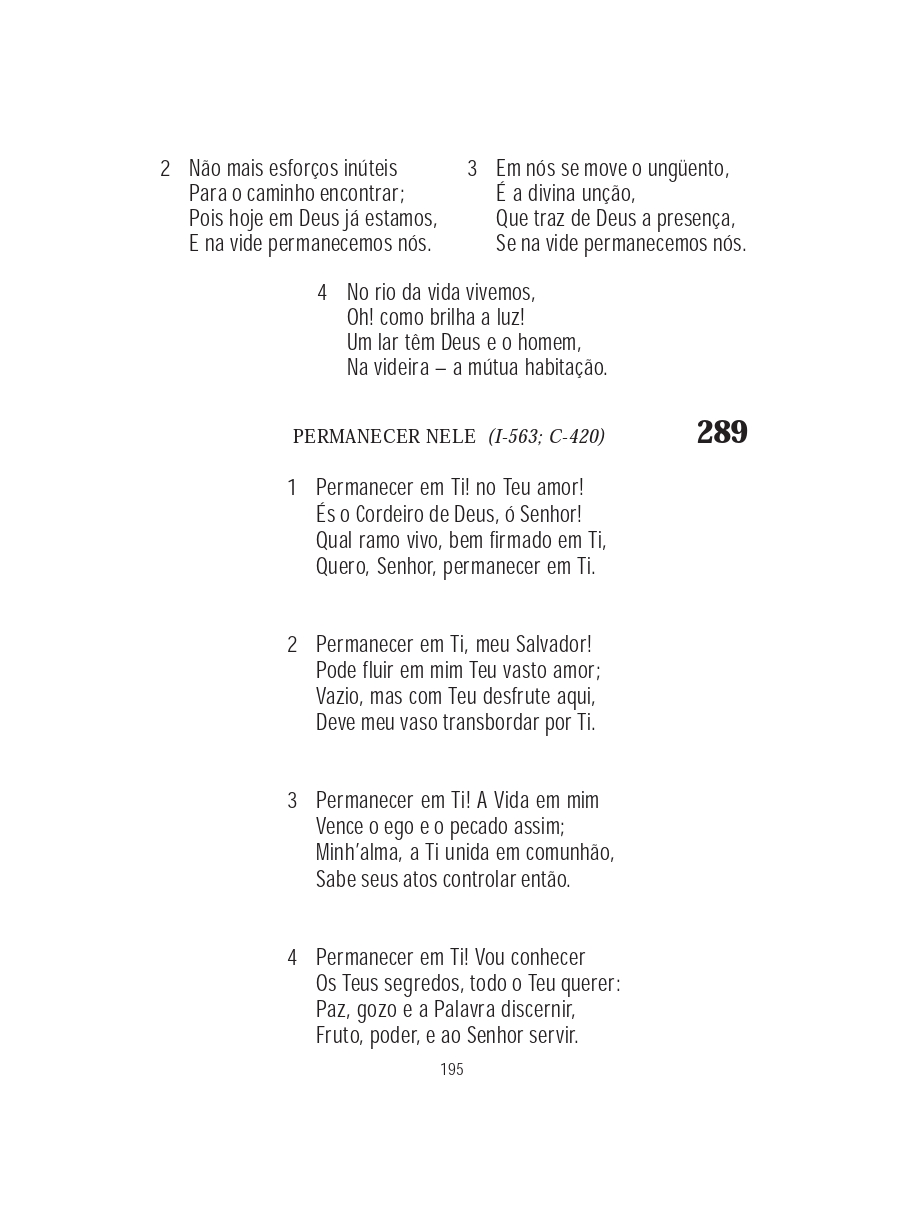 2 Não mais esforços inúteis
Para o caminho encontrar;
Pois hoje em Deus já estamos,
E na vide permanecemos nós.
3 Em nós se move o ungüento,
É a divina unção,
Que traz de Deus a presença,
Se na vide permanecemos nós.
4 No rio da vida vivemos,
Oh! como brilha a luz!
Um lar têm Deus e o homem,
Na videira – a mútua habitação.
PERMANECER NELE (I-563; C-420) 289
1 Permanecer em Ti! no Teu amor!
És o Cordeiro de Deus, ó Senhor!
Qual ramo vivo, bem firmado em Ti,
Quero, Senhor, permanecer em Ti.
2 Permanecer em Ti, meu Salvador!
Pode fluir em mim Teu vasto amor;
Vazio, mas com Teu desfrute aqui,
Deve meu vaso transbordar por Ti.
3 Permanecer em Ti! A Vida em mim
Vence o ego e o pecado assim;
Minh’alma, a Ti unida em comunhão,
Sabe seus atos controlar então.
4 Permanecer em Ti! Vou conhecer
Os Teus segredos, todo o Teu querer:
Paz, gozo e a Palavra discernir,
Fruto, poder, e ao Senhor servir.
195